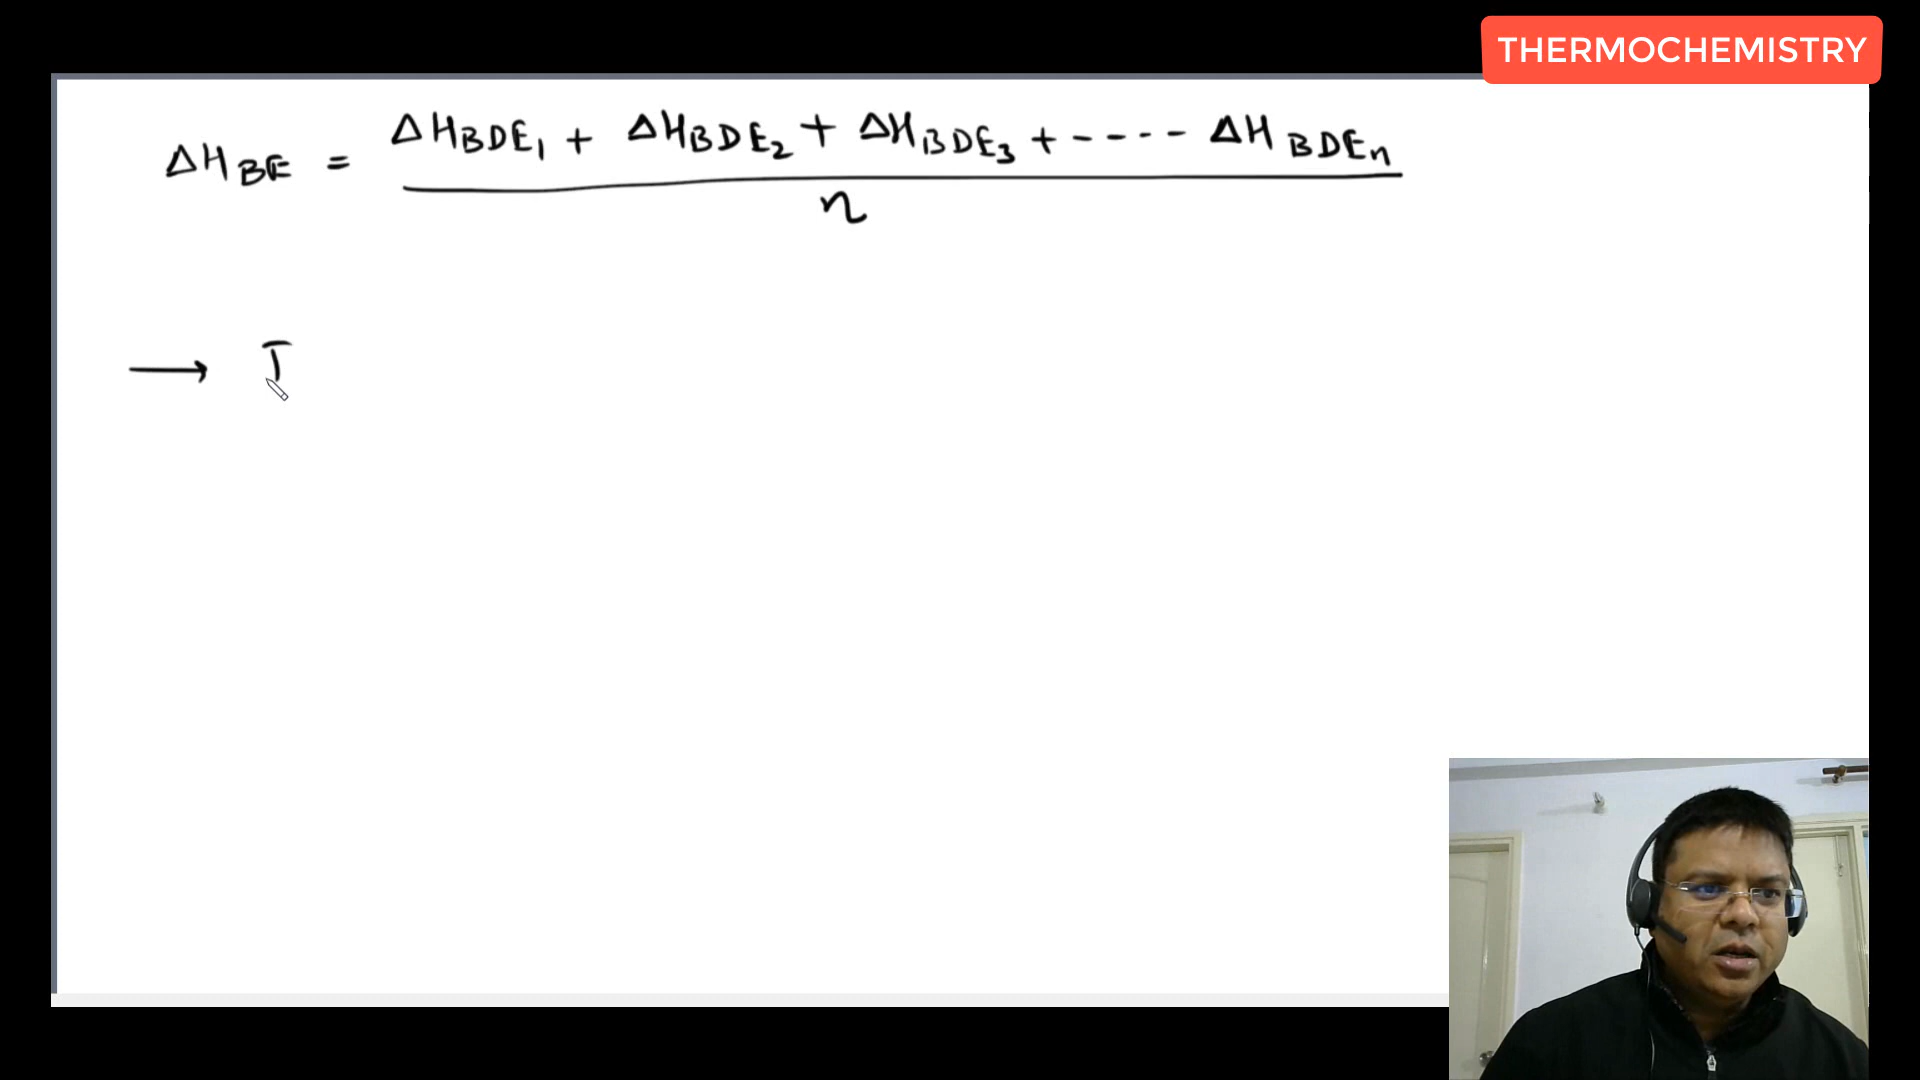 THERMOCHEMISTRY
ΔH_BE = (ΔH_BDE₁ + ΔH_BDE₂ + ΔH_BDE₃ + ---- ΔH_BDEₙ) / n
→ I